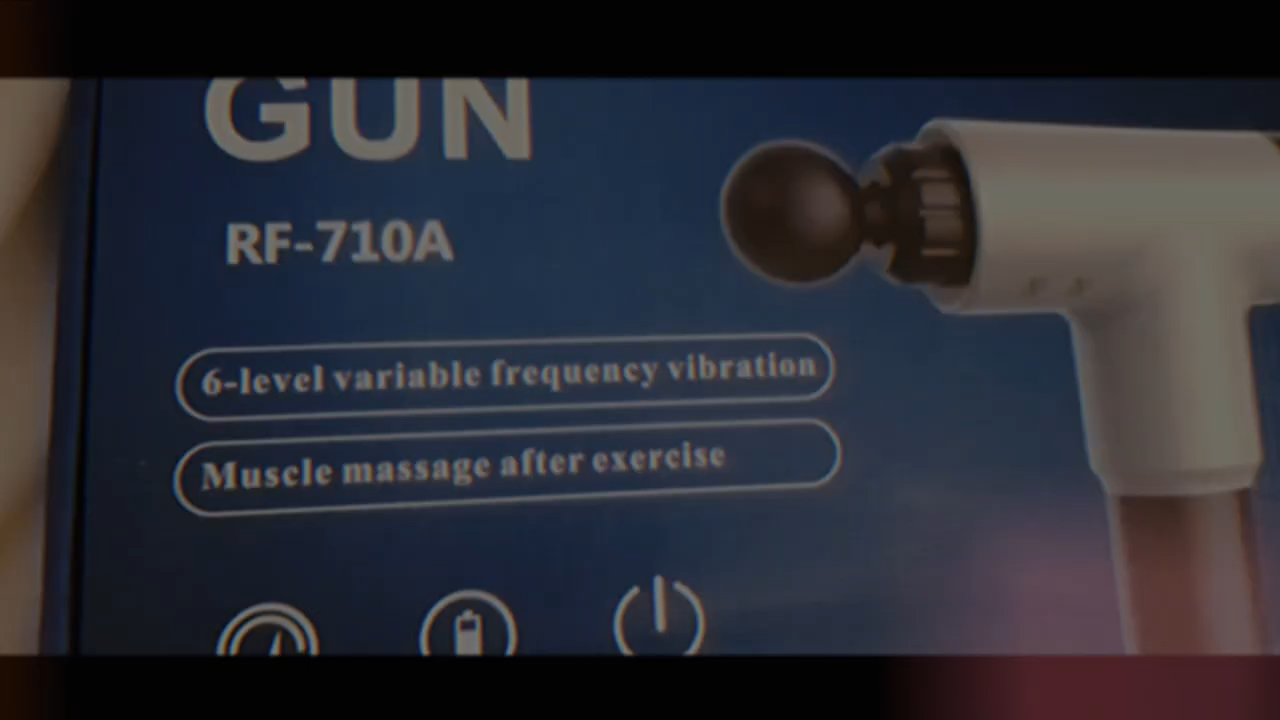 GUN
RF-710A
6-level variable frequency vibration
Muscle massage after exercise